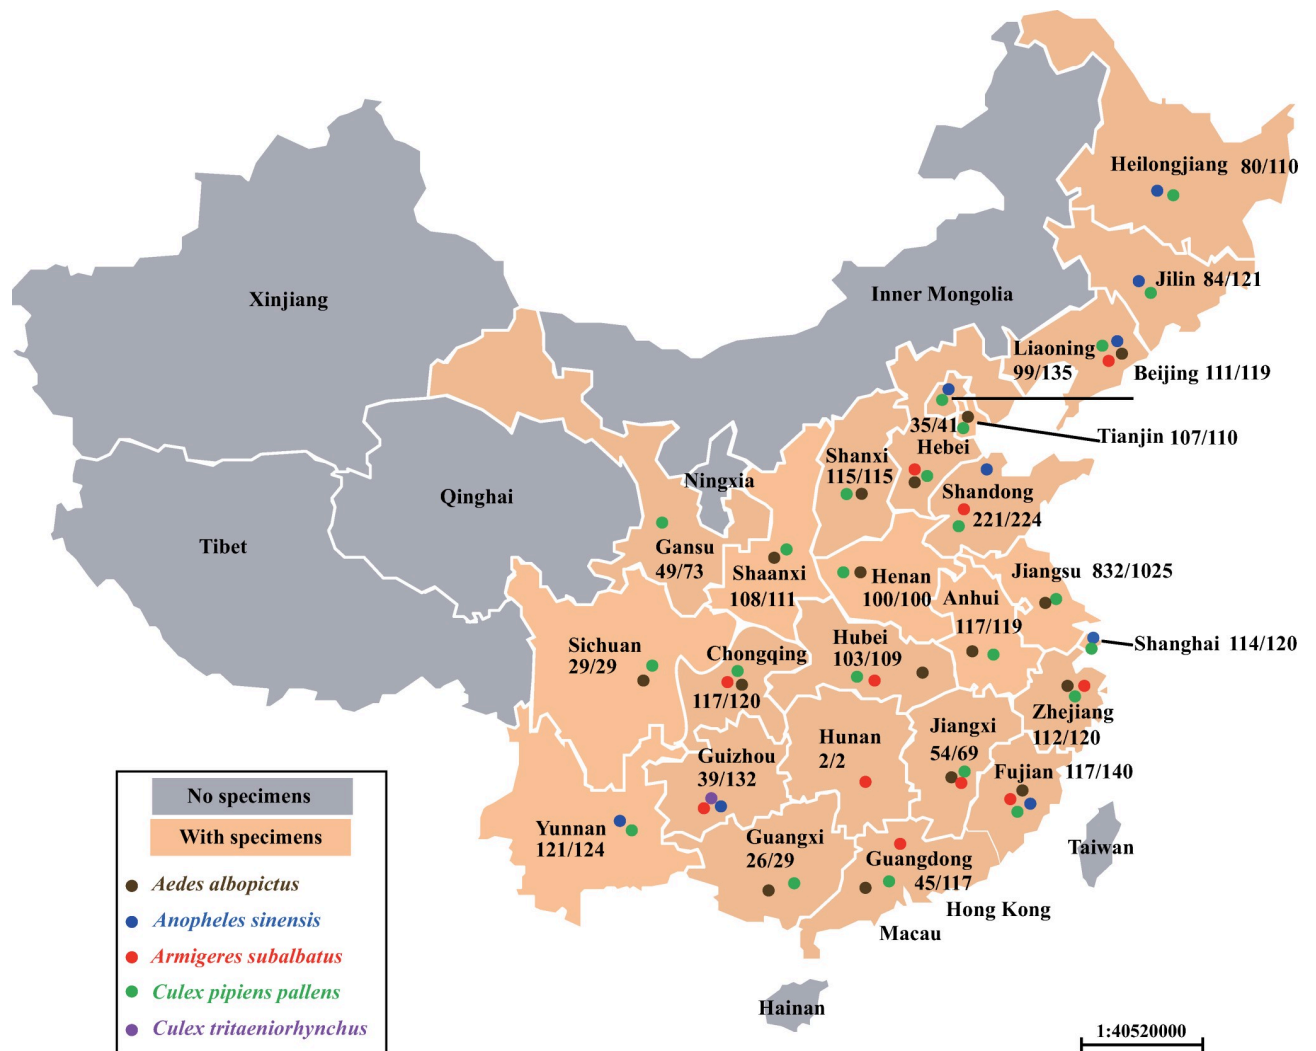 Heilongjiang 80/110
Jilin 84/121
Xinjiang
Inner Mongolia
Liaoning
99/135
Beijing 111/119
35/41
Hebei
Tianjin 107/110
Shanxi
115/115
Ningxia
Qinghai
Shandong
221/224
Tibet
Gansu
49/73
Shaanxi
108/111
Henan
100/100
Jiangsu 832/1025
Anhui
117/119
Shanghai 114/120
Sichuan
29/29
Chongqing
117/120
Hubei
103/109
Zhejiang
112/120
Guizhou
39/132
Hunan
2/2
Jiangxi
54/69
Fujian 117/140
Yunnan
121/124
Guangxi
26/29
Guangdong
45/117
Taiwan
Hong Kong
Macau
Hainan
No specimens
With specimens
Aedes albopictus
Anopheles sinensis
Armigeres subalbatus
Culex pipiens pallens
Culex tritaeniorhynchus
1:40520000